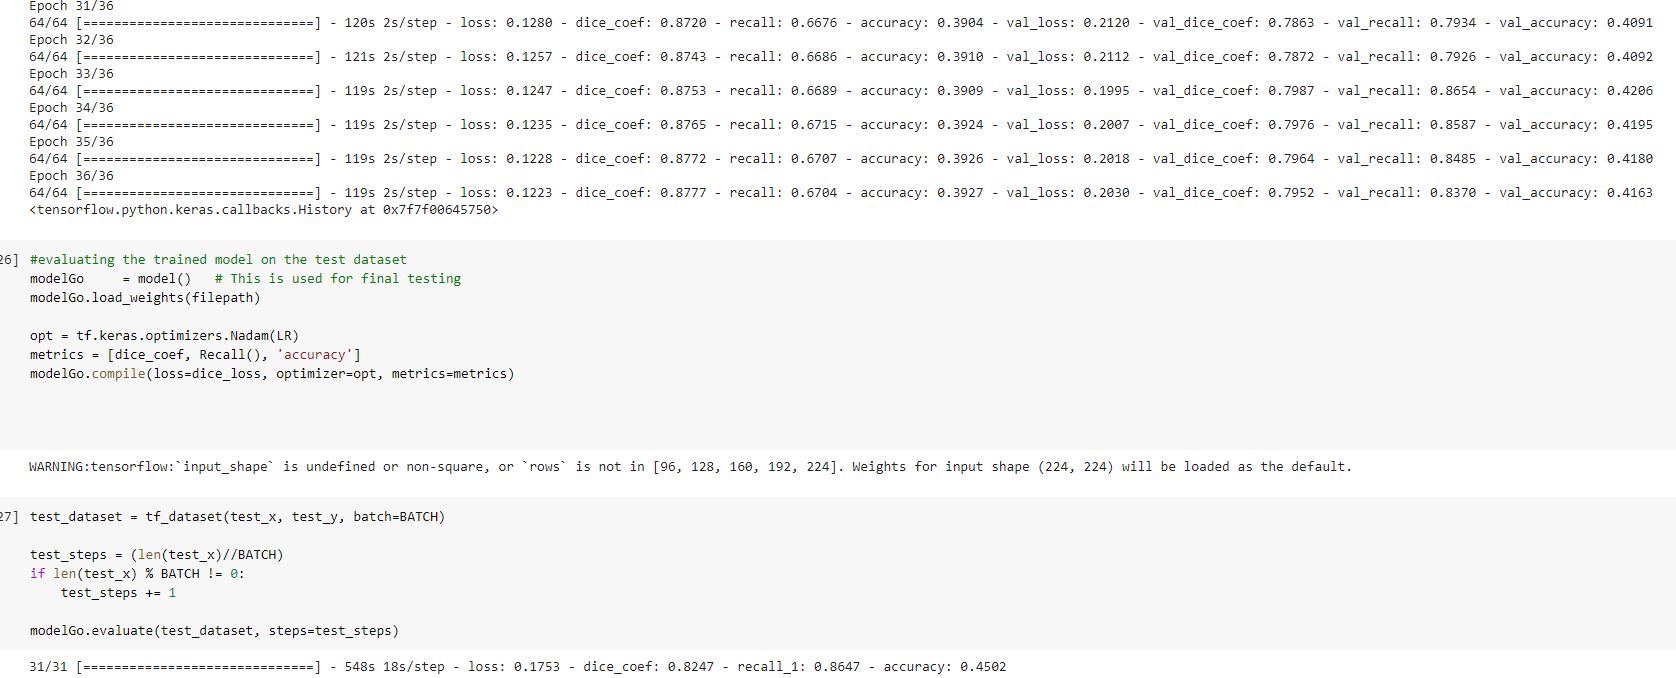 Epoch 31/36
64/64 [==============================] - 120s 2s/step - loss: 0.1280 - dice_coef: 0.8720 - recall: 0.6676 - accuracy: 0.3904 - val_loss: 0.2120 - val_dice_coef: 0.7863 - val_recall: 0.7934 - val_accuracy: 0.4091
Epoch 32/36
64/64 [==============================] - 121s 2s/step - loss: 0.1257 - dice_coef: 0.8743 - recall: 0.6686 - accuracy: 0.3910 - val_loss: 0.2112 - val_dice_coef: 0.7872 - val_recall: 0.7926 - val_accuracy: 0.4092
Epoch 33/36
64/64 [==============================] - 119s 2s/step - loss: 0.1247 - dice_coef: 0.8753 - recall: 0.6689 - accuracy: 0.3909 - val_loss: 0.1995 - val_dice_coef: 0.7987 - val_recall: 0.8654 - val_accuracy: 0.4206
Epoch 34/36
64/64 [==============================] - 119s 2s/step - loss: 0.1235 - dice_coef: 0.8765 - recall: 0.6715 - accuracy: 0.3924 - val_loss: 0.2007 - val_dice_coef: 0.7976 - val_recall: 0.8587 - val_accuracy: 0.4195
Epoch 35/36
64/64 [==============================] - 119s 2s/step - loss: 0.1228 - dice_coef: 0.8772 - recall: 0.6707 - accuracy: 0.3926 - val_loss: 0.2018 - val_dice_coef: 0.7964 - val_recall: 0.8485 - val_accuracy: 0.4180
Epoch 36/36
64/64 [==============================] - 119s 2s/step - loss: 0.1223 - dice_coef: 0.8777 - recall: 0.6704 - accuracy: 0.3927 - val_loss: 0.2030 - val_dice_coef: 0.7952 - val_recall: 0.8370 - val_accuracy: 0.4163
<tensorflow.python.keras.callbacks.History at 0x7f7f00645750>
26] #evaluating the trained model on the test dataset
modelGo     = model()   # This is used for final testing
modelGo.load_weights(filepath)
opt = tf.keras.optimizers.Nadam(LR)
metrics = [dice_coef, Recall(), 'accuracy']
modelGo.compile(loss=dice_loss, optimizer=opt, metrics=metrics)
WARNING:tensorflow:`input_shape` is undefined or non-square, or `rows` is not in [96, 128, 160, 192, 224]. Weights for input shape (224, 224) will be loaded as the default.
27] test_dataset = tf_dataset(test_x, test_y, batch=BATCH)
test_steps = (len(test_x)//BATCH)
if len(test_x) % BATCH != 0:
    test_steps += 1
modelGo.evaluate(test_dataset, steps=test_steps)
31/31 [==============================] - 548s 18s/step - loss: 0.1753 - dice_coef: 0.8247 - recall_1: 0.8647 - accuracy: 0.4502